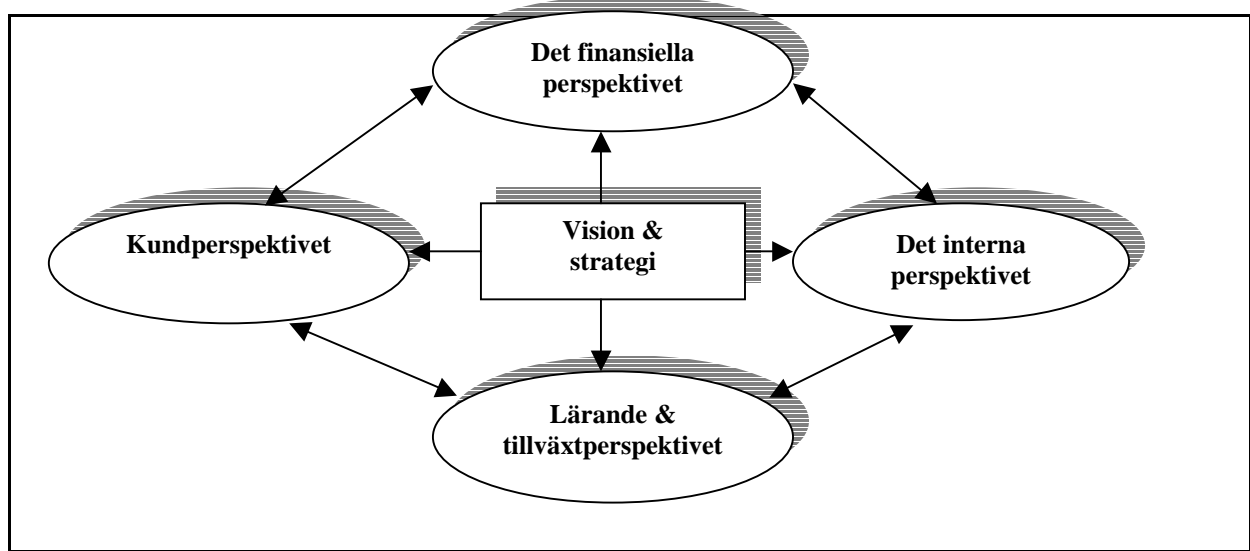 Det finansiella
perspektivet
Kundperspektivet
Vision &
strategi
Det interna
perspektivet
Lärande &
tillväxtperspektivet